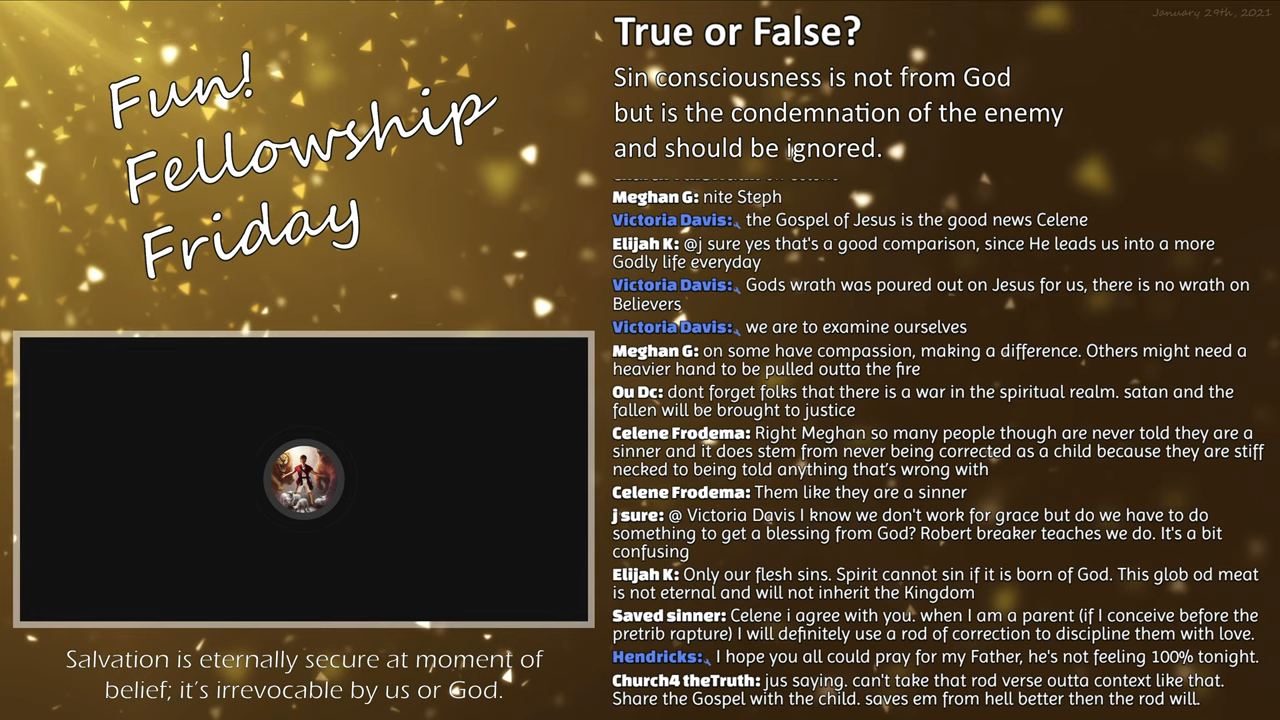 January 29th, 2021
Fun!
Fellowship
Friday
True or False?
Sin consciousness is not from God
but is the condemnation of the enemy
and should be ignored.
Meghan G: nite Steph
Victoria Davis: the Gospel of Jesus is the good news Celene
Elijah K: @j sure yes that's a good comparison, since He leads us into a more
Godly life everyday
Victoria Davis: Gods wrath was poured out on Jesus for us, there is no wrath on
Believers
Victoria Davis: we are to examine ourselves
Meghan G: on some have compassion, making a difference. Others might need a
heavier hand to be pulled outta the fire
Ou Dc: dont forget folks that there is a war in the spiritual realm. satan and the
fallen will be brought to justice
Celene Frodema: Right Meghan so many people though are never told they are a
sinner and it does stem from never being corrected as a child because they are stiff
necked to being told anything that's wrong with
Celene Frodema: Them like they are a sinner
j sure: @ Victoria Davis I know we don't work for grace but do we have to do
something to get a blessing from God? Robert breaker teaches we do. It's a bit
confusing
Elijah K: Only our flesh sins. Spirit cannot sin if it is born of God. This glob od meat
is not eternal and will not inherit the Kingdom
Saved sinner: Celene i agree with you. when I am a parent (if I conceive before the
pretrib rapture) I will definitely use a rod of correction to discipline them with love.
Hendricks: I hope you all could pray for my Father, he's not feeling 100% tonight.
Church4theTruth: jus saying. can't take that rod verse outta context like that.
Share the Gospel with the child. saves em from hell better then the rod will.
Salvation is eternally secure at moment of
belief; it's irrevocable by us or God.